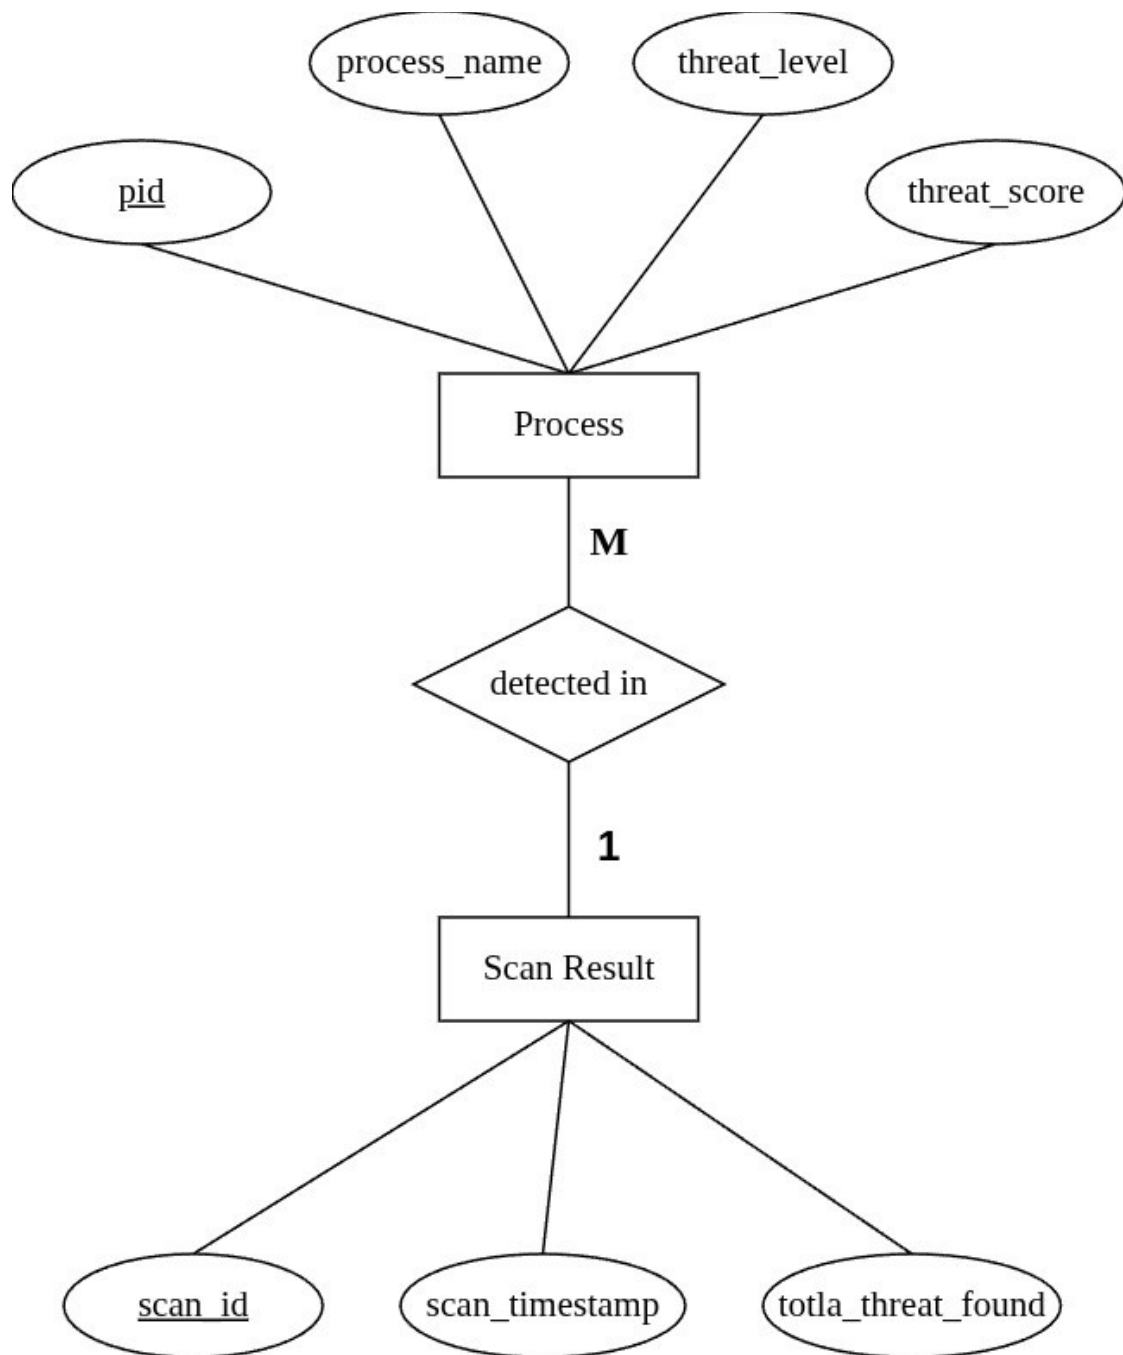 process_name
threat_level
pid
threat_score
Process
M
detected in
1
Scan Result
scan_id
scan_timestamp
totla_threat_found